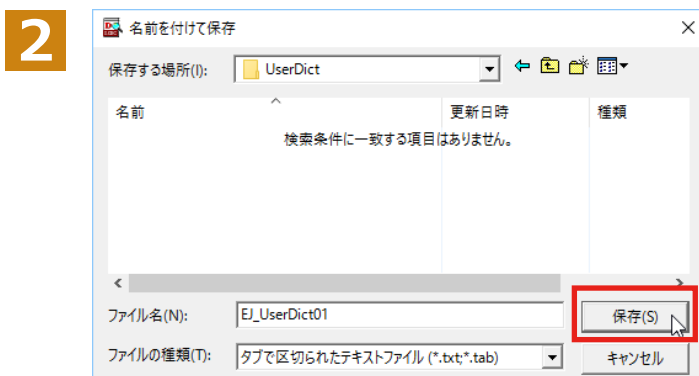 2
名前を付けて保存
保存する場所(I): UserDict
名前 更新日時 種類
検索条件に一致する項目はありません。
ファイル名(N): EJ_UserDict01 保存(S)
ファイルの種類(T): タブで区切られたテキストファイル (*.txt;*.tab) キャンセル